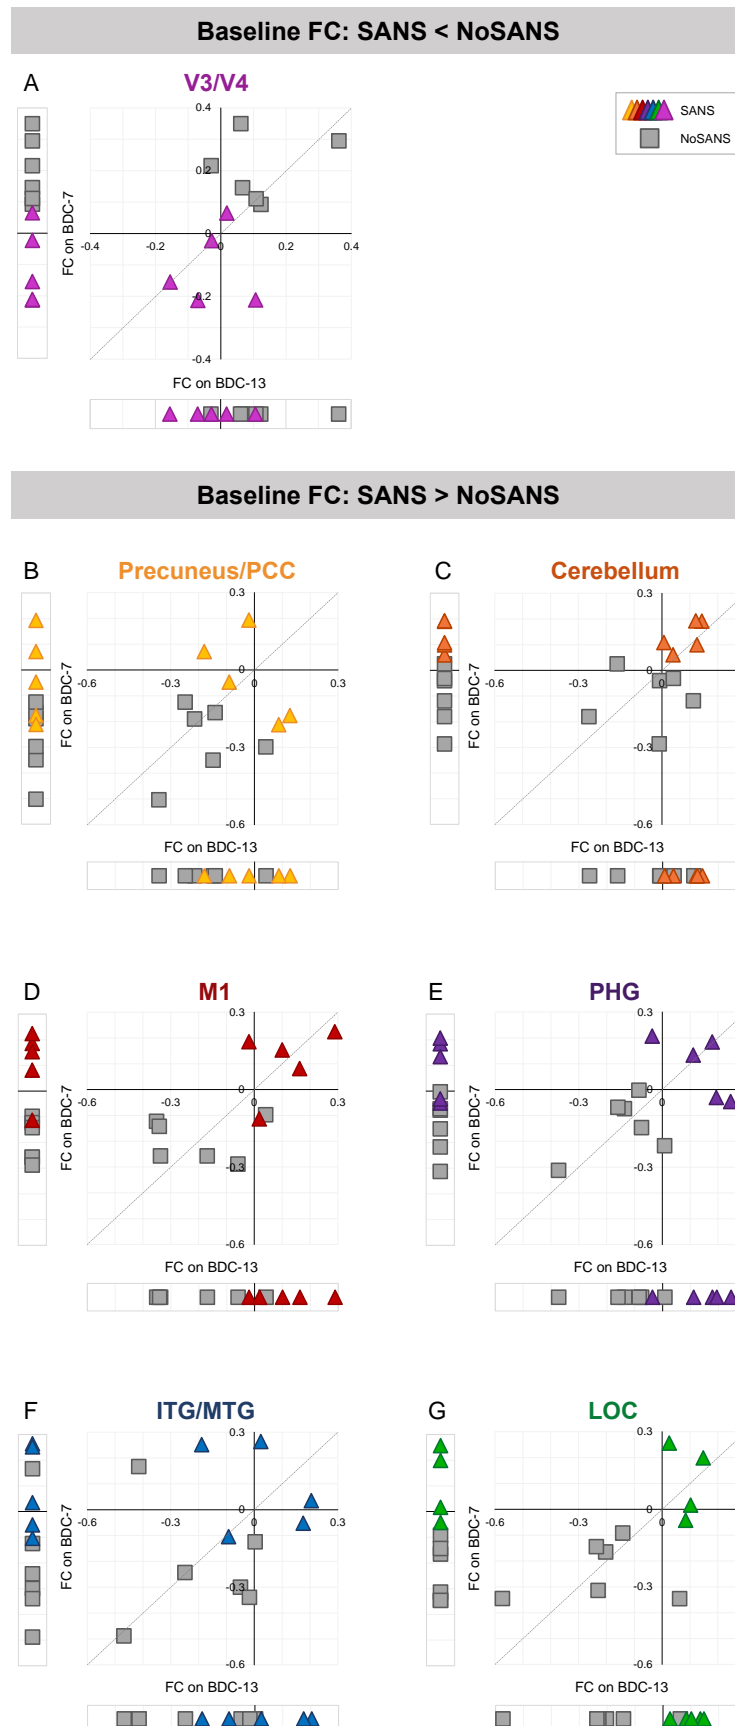 Baseline FC: SANS < NoSANS
A
V3/V4
SANS
NoSANS
0.4
0.2
0
-0.4
-0.2
0.2
0.4
-0.2
-0.4
FC on BDC-7
FC on BDC-13
Baseline FC: SANS > NoSANS
B
Precuneus/PCC
0.3
0
-0.6
-0.3
0.3
-0.3
-0.6
FC on BDC-7
FC on BDC-13
C
Cerebellum
0.3
0
-0.6
-0.3
0
-0.3
-0.6
FC on BDC-7
FC on BDC-13
D
M1
0.3
0
-0.6
-0.3
0
0.3
-0.3
-0.6
FC on BDC-7
FC on BDC-13
E
PHG
0.3
0
-0.6
-0.3
0
-0.3
-0.6
FC on BDC-7
FC on BDC-13
F
ITG/MTG
0.3
0
-0.6
-0.3
0
0.3
-0.3
-0.6
FC on BDC-7
FC on BDC-13
G
LOC
0.3
0
-0.6
-0.3
0
-0.3
-0.6
FC on BDC-7
FC on BDC-13